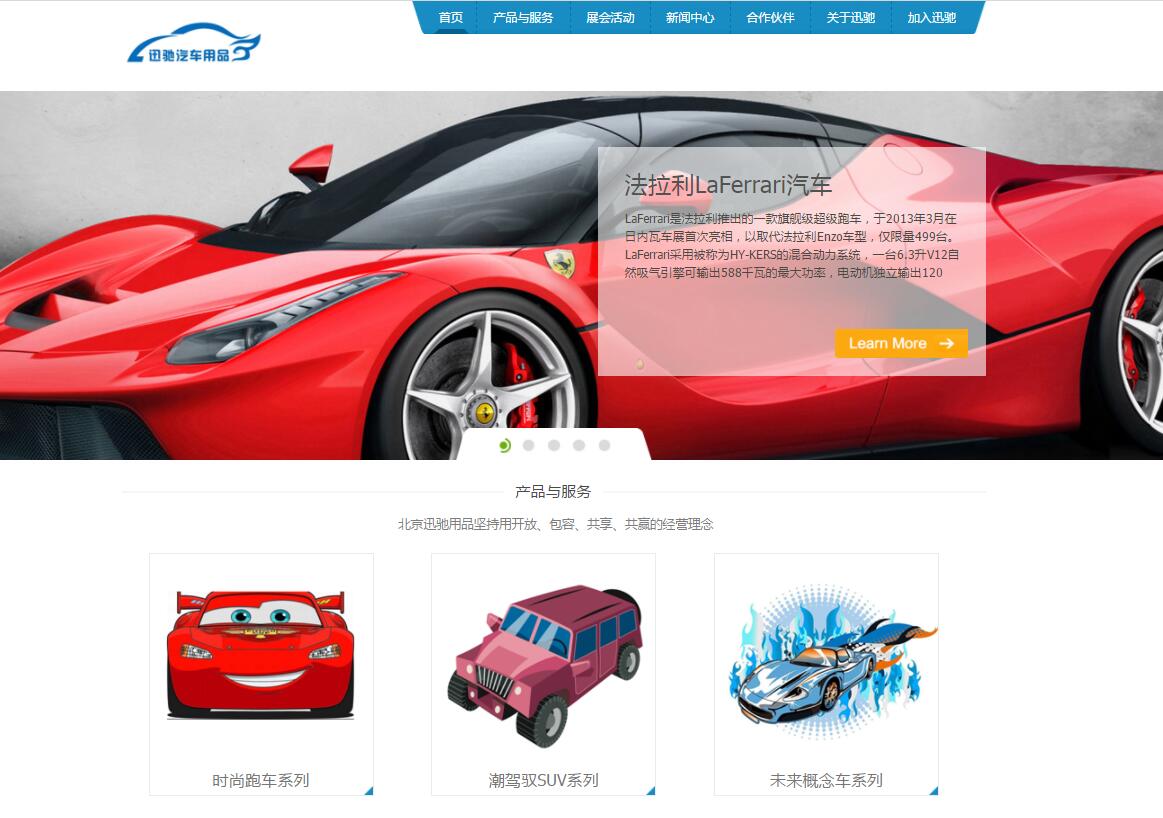 迅驰汽车用品
首页 产品与服务 展会活动 新闻中心 合作伙伴 关于迅驰 加入迅驰
法拉利LaFerrari汽车
LaFerrari是法拉利推出的一款旗舰级超级跑车，于2013年3月在
日内瓦车展首次亮相，以取代法拉利Enzo车型，仅限量499台。
LaFerrari采用被称为HY-KERS的混合动力系统，一台6.3升V12自
然吸气引擎可输出588千瓦的最大功率，电动机独立输出120
Learn More
产品与服务
北京迅驰用品坚持用开放、包容、共享、共赢的经营理念
时尚跑车系列
潮驾驭SUV系列
未来概念车系列